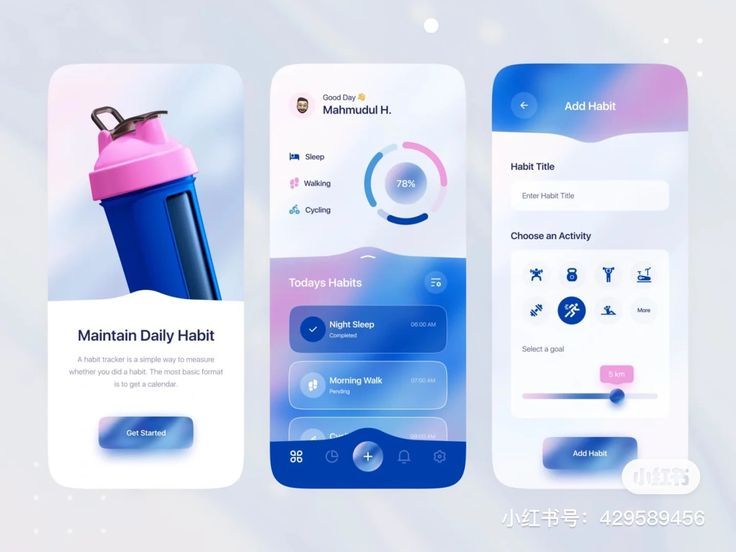 Maintain Daily Habit
A habit tracker is a simple way to measure
whether you did a habit. The most basic format
is to get a calendar.
Get Started
Good Day 👋
Mahmudul H.
Sleep
Walking
Cycling
78%
Todays Habits
Night Sleep
06:00 AM
Completed
Morning Walk
07:00 AM
Pending
08:00 AM
Add Habit
Habit Title
Enter Habit Title
Choose an Activity
More
Select a goal
5 km
Add Habit
小红书
小红书号：429589456